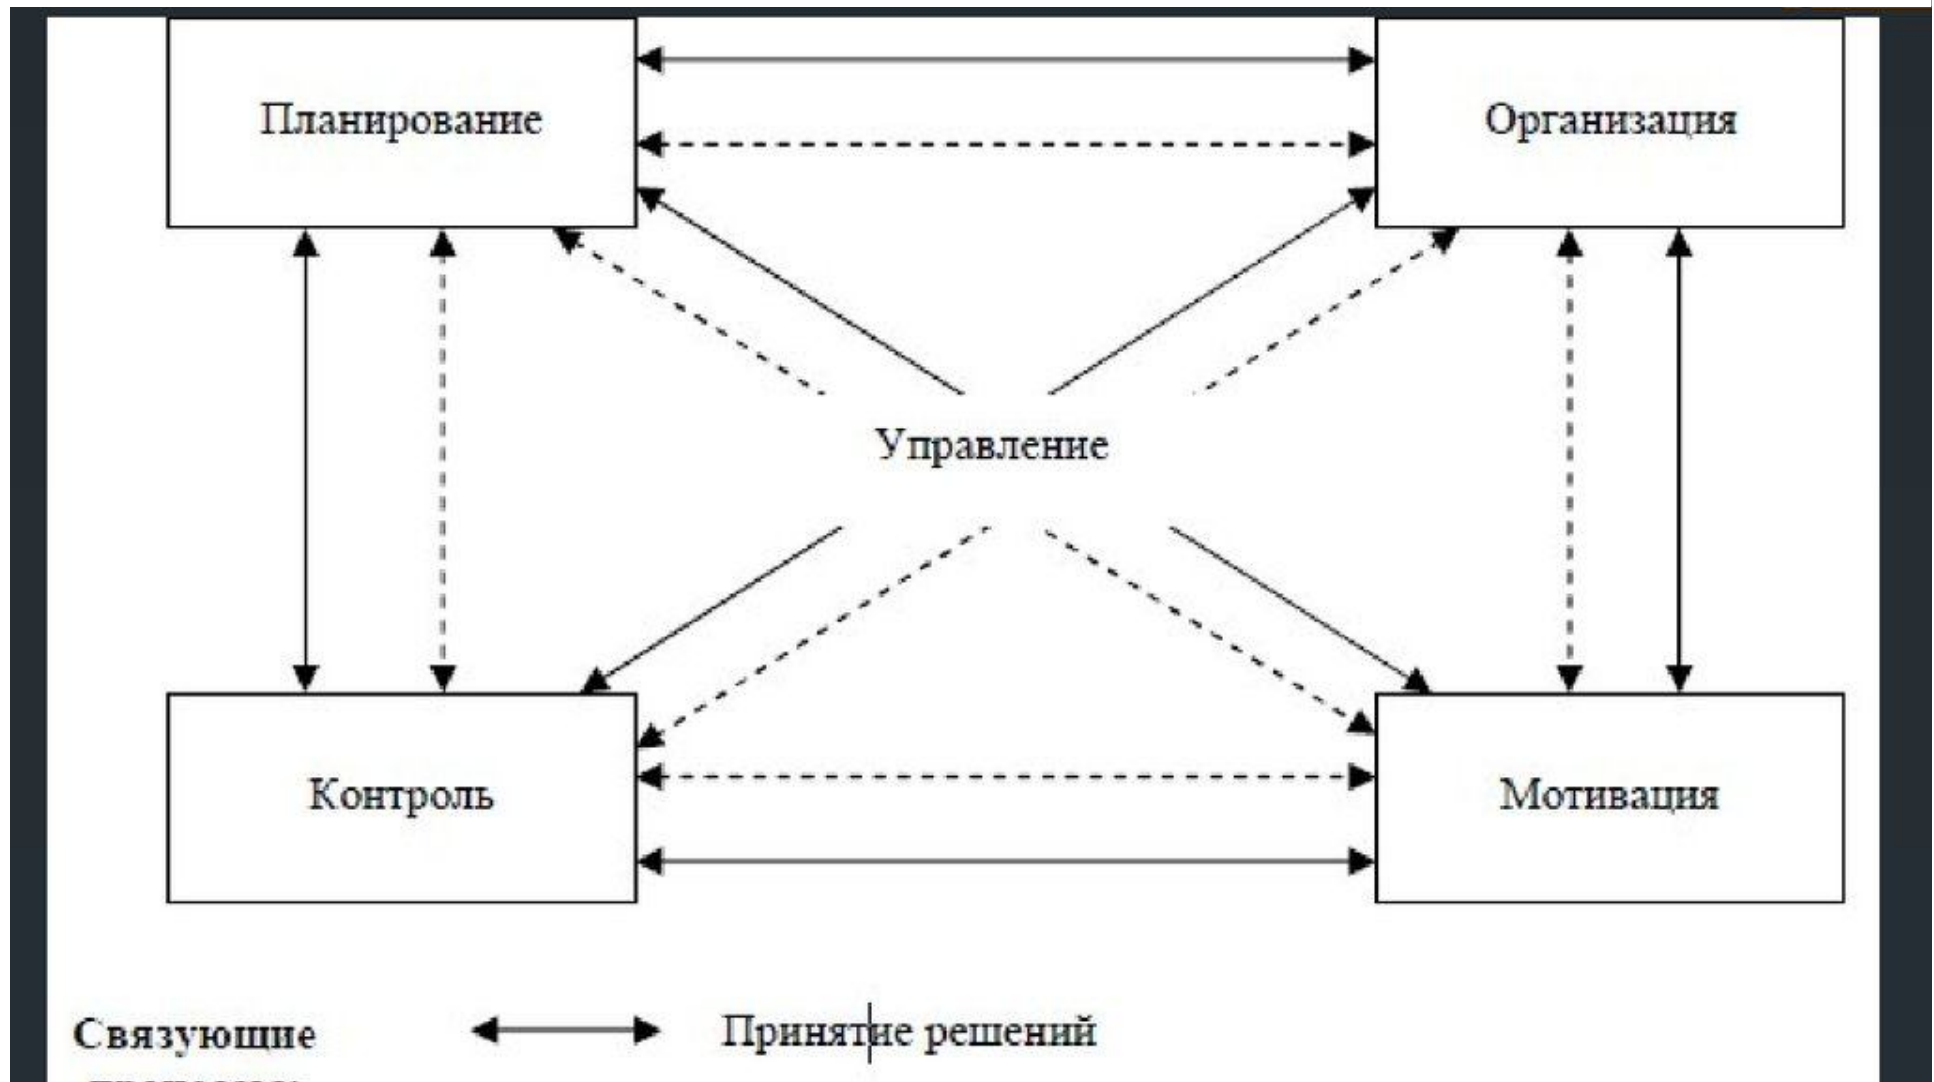 Планирование
Организация
Управление
Контроль
Мотивация
Связующие
Принятие решений